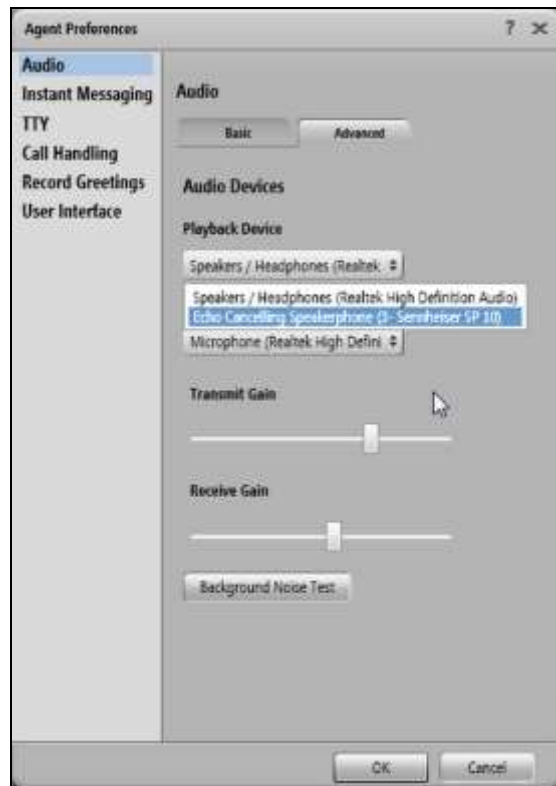 Agent Preferences ? ×
Audio
Instant Messaging
TTY
Call Handling
Record Greetings
User Interface
Audio
Basic Advanced
Audio Devices
Playback Device
Speakers / Headphones (Realtek
Speakers / Headphones (Realtek High Definition Audio)
Echo Cancelling Speakerphone (3- Sennheiser SP 10)
Microphone (Realtek High Defini
Transmit Gain
Receive Gain
Background Noise Test
OK Cancel